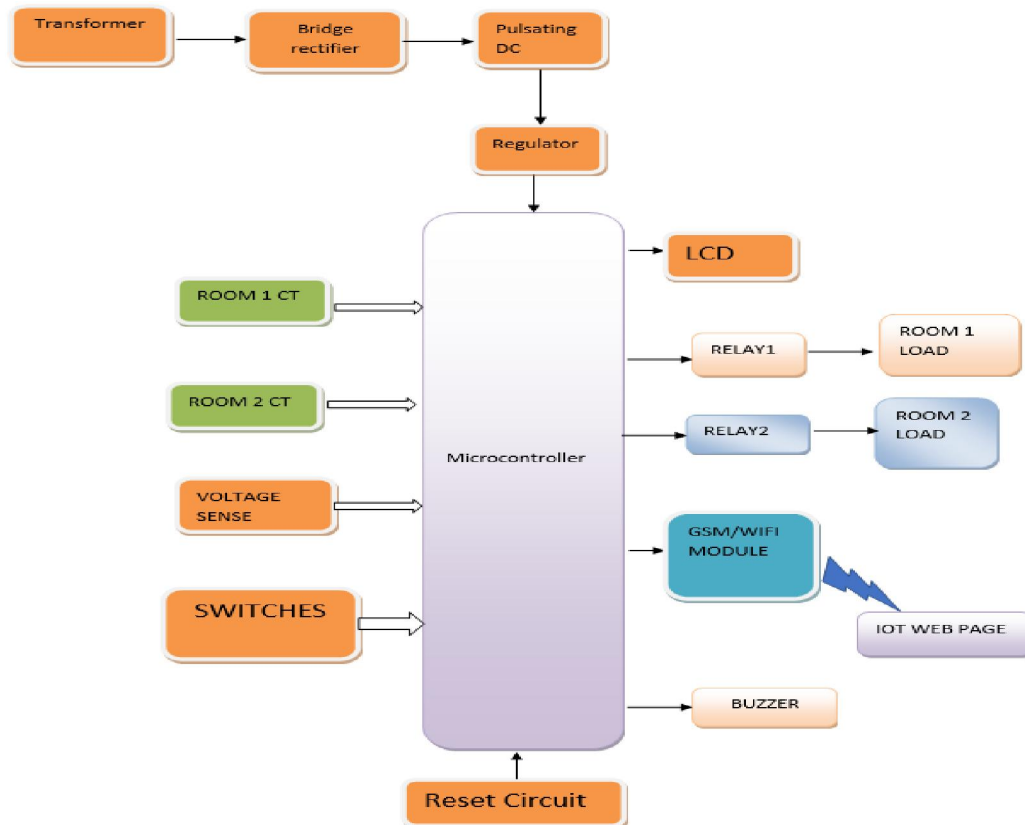 Transformer
Bridge
rectifier
Pulsating
DC
Regulator
LCD
ROOM 1 CT
ROOM 1
LOAD
RELAY1
ROOM 2 CT
ROOM 2
LOAD
RELAY2
Microcontroller
VOLTAGE
SENSE
GSM/WIFI
MODULE
SWITCHES
IOT WEB PAGE
BUZZER
Reset Circuit